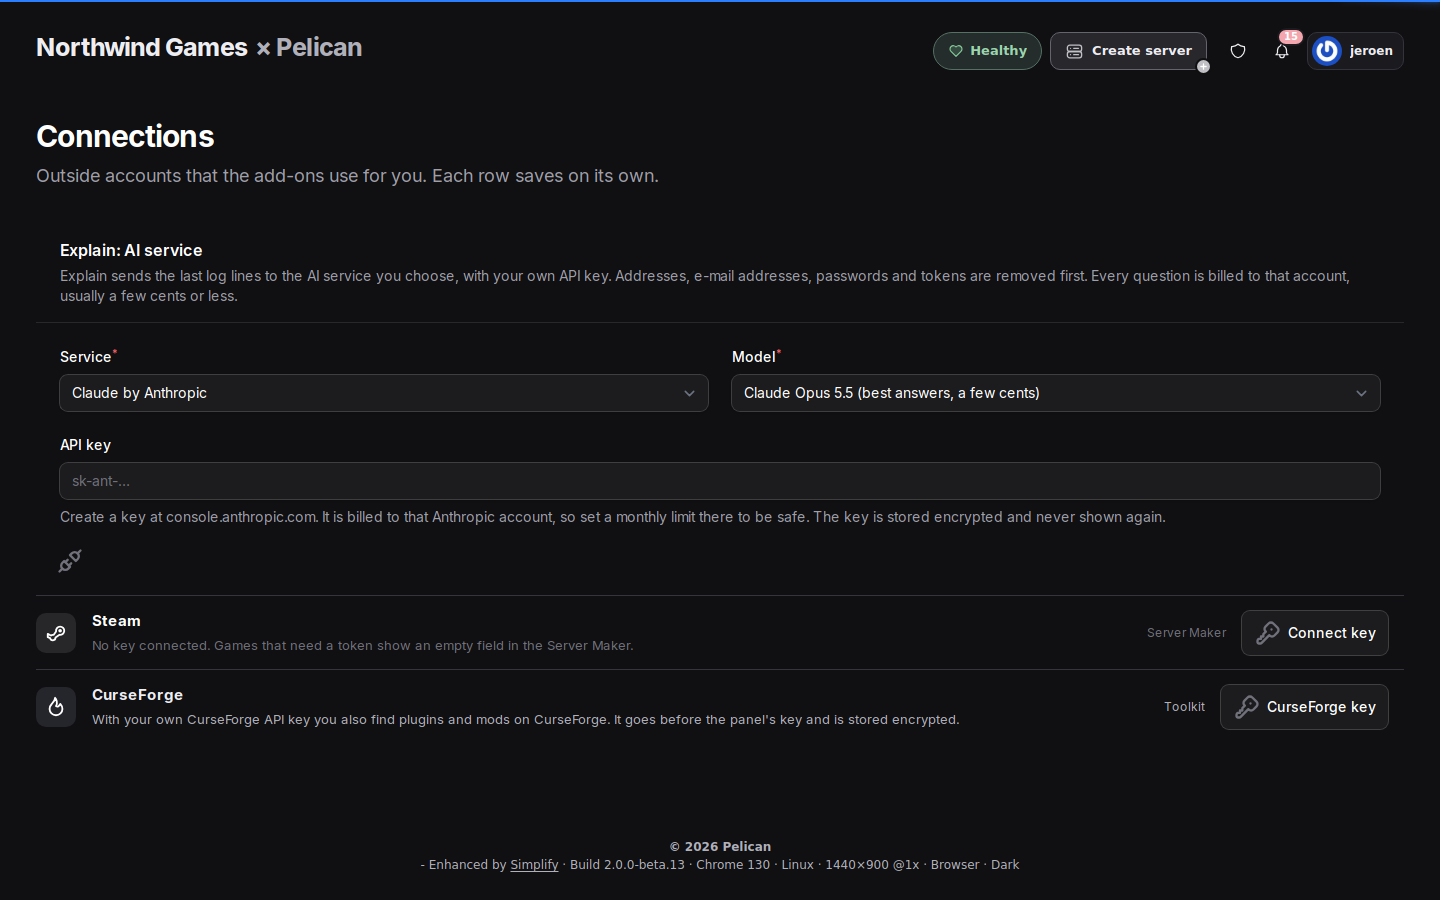 Northwind Games × Pelican
Healthy
Create server
15
jeroen
Connections
Outside accounts that the add-ons use for you. Each row saves on its own.
Explain: AI service
Explain sends the last log lines to the AI service you choose, with your own API key. Addresses, e-mail addresses, passwords and tokens are removed first. Every question is billed to that account,
usually a few cents or less.
Service*
Model*
Claude by Anthropic
Claude Opus 5.5 (best answers, a few cents)
API key
sk-ant-...
Create a key at console.anthropic.com. It is billed to that Anthropic account, so set a monthly limit there to be safe. The key is stored encrypted and never shown again.
Steam
No key connected. Games that need a token show an empty field in the Server Maker.
Server Maker
Connect key
CurseForge
With your own CurseForge API key you also find plugins and mods on CurseForge. It goes before the panel's key and is stored encrypted.
Toolkit
CurseForge key
© 2026 Pelican
- Enhanced by Simplify · Build 2.0.0-beta.13 · Chrome 130 · Linux · 1440×900 @1x · Browser · Dark